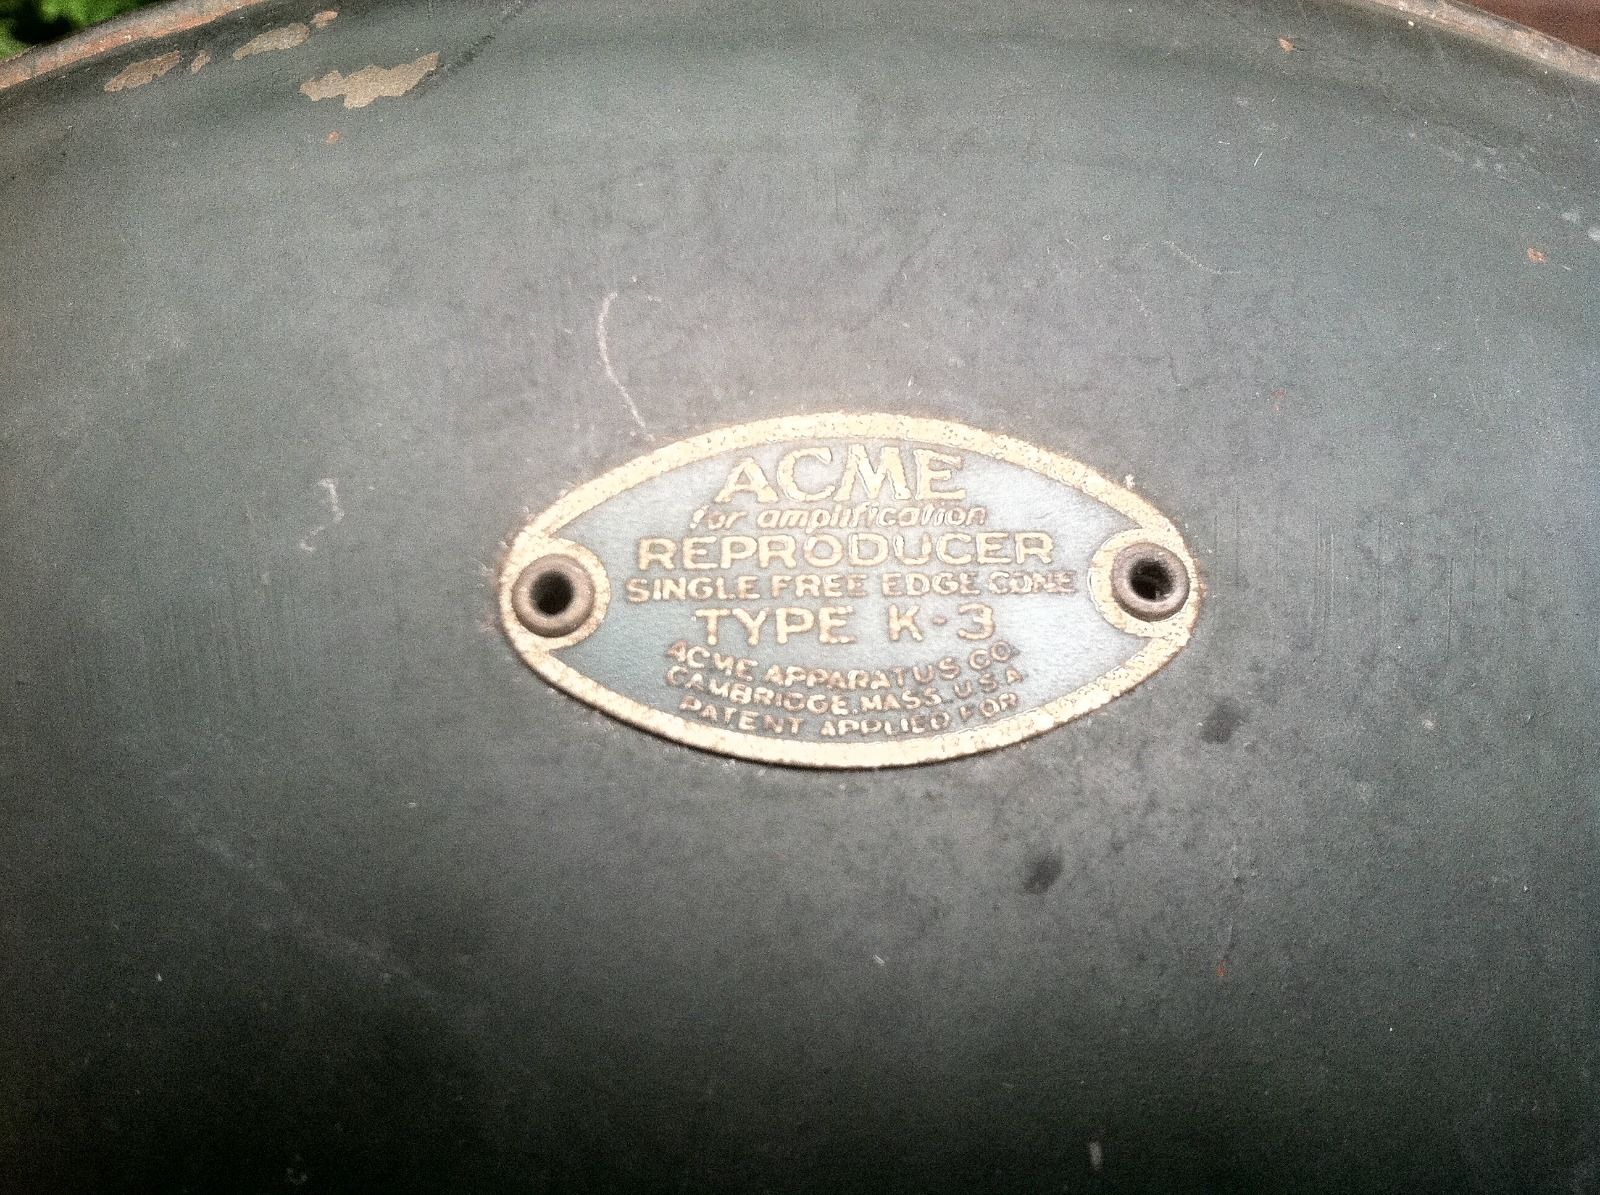 ACME
for amplification
REPRODUCER
SINGLE FREE EDGE CONE
TYPE K-3
ACME APPARATUS CO.
CAMBRIDGE, MASS. U.S.A.
PATENT APPLIED FOR